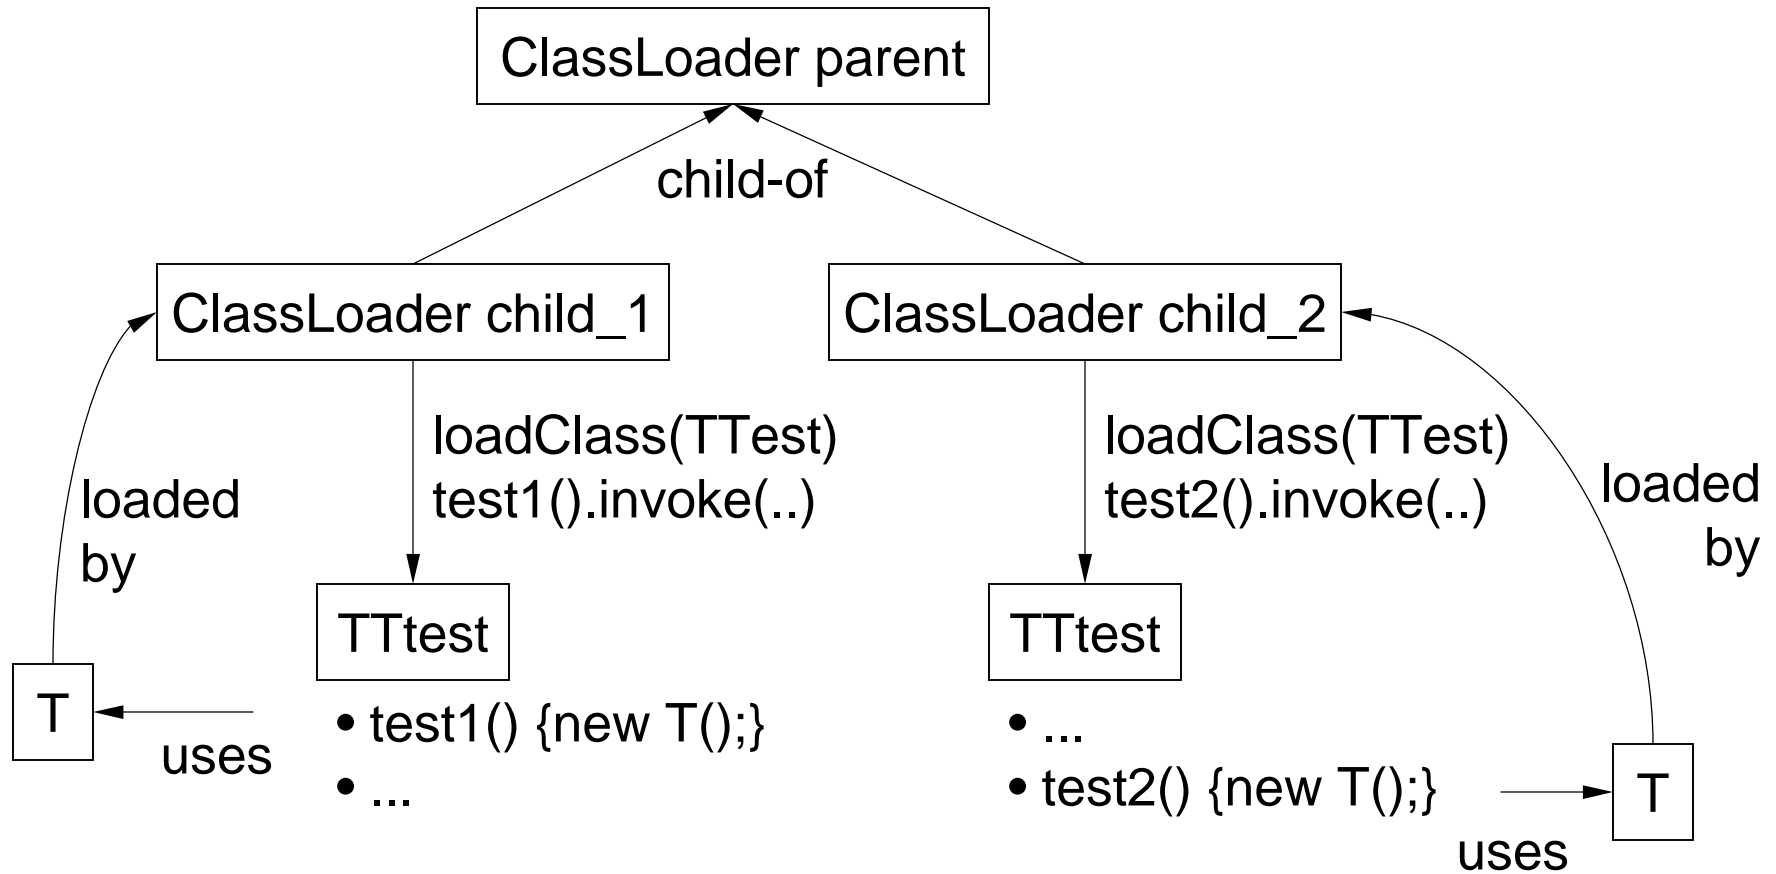 ClassLoader parent
child-of
ClassLoader child_1
ClassLoader child_2
loadClass(TTest)
test1().invoke(..)
loadClass(TTest)
test2().invoke(..)
loaded
by
loaded
by
TTtest
TTtest
T
uses
• test1() {new T();}
• ...
• ...
• test2() {new T();}
T
uses